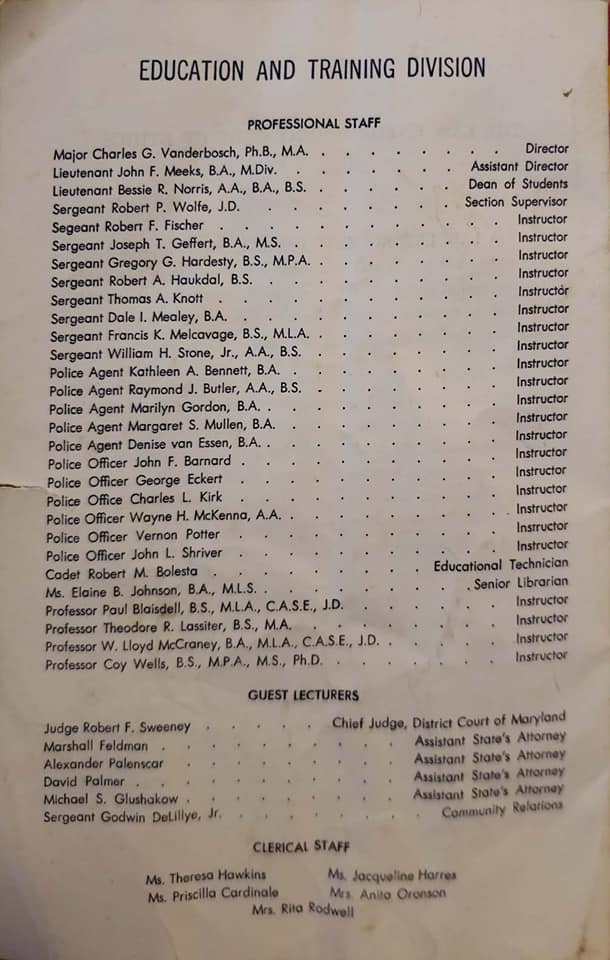 EDUCATION AND TRAINING DIVISION
PROFESSIONAL STAFF
Major Charles G. Vanderbosch, Ph.B., M.A. . . . . . . . . Director
Lieutenant John F. Meeks, B.A., M.Div. . . . . . . . Assistant Director
Lieutenant Bessie R. Norris, A.A., B.A., B.S. . . . . . . Dean of Students
Sergeant Robert P. Wolfe, J.D. . . . . . . . . Section Supervisor
Segeant Robert F. Fischer . . . . . . . . . . . . Instructor
Sergeant Joseph T. Geffert, B.A., M.S. . . . . . . . . . Instructor
Sergeant Gregory G. Hardesty, B.S., M.P.A. . . . . . . . . Instructor
Sergeant Robert A. Haukdal, B.S. . . . . . . . . . . Instructor
Sergeant Thomas A. Knott . . . . . . . . . . . . Instructor
Sergeant Dale I. Mealey, B.A. . . . . . . . . . . . Instructor
Sergeant Francis K. Melcavage, B.S., M.L.A. . . . . . . . . Instructor
Sergeant William H. Stone, Jr., A.A., B.S. . . . . . . . . Instructor
Police Agent Kathleen A. Bennett, B.A. . . . . . . . . . Instructor
Police Agent Raymond J. Butler, A.A., B.S. . . . . . . . . Instructor
Police Agent Marilyn Gordon, B.A. . . . . . . . . . . Instructor
Police Agent Margaret S. Mullen, B.A. . . . . . . . . . Instructor
Police Agent Denise van Essen, B.A. . . . . . . . . . . Instructor
Police Officer John F. Barnard . . . . . . . . . . . Instructor
Police Officer George Eckert . . . . . . . . . . . Instructor
Police Office Charles L. Kirk . . . . . . . . . . . Instructor
Police Officer Wayne H. McKenna, A.A. . . . . . . . . . Instructor
Police Officer Vernon Potter . . . . . . . . . . . Instructor
Police Officer John L. Shriver . . . . . . . . . . . Instructor
Cadet Robert M. Bolesta . . . . . . . . . Educational Technician
Ms. Elaine B. Johnson, B.A., M.L.S. . . . . . . . . . Senior Librarian
Professor Paul Blaisdell, B.S., M.L.A., C.A.S.E., J.D. . . . . . . Instructor
Professor Theodore R. Lassiter, B.S., M.A. . . . . . . . . Instructor
Professor W. Lloyd McCraney, B.A., M.L.A., C.A.S.E., J.D. . . . . . Instructor
Professor Coy Wells, B.S., M.P.A., M.S., Ph.D. . . . . . . . Instructor
GUEST LECTURERS
Judge Robert F. Sweeney . . . . . Chief Judge, District Court of Maryland
Marshall Feldman . . . . . . . . . . Assistant State's Attorney
Alexander Palenscar . . . . . . . . . Assistant State's Attorney
David Palmer . . . . . . . . . . . Assistant State's Attorney
Michael S. Glushakow . . . . . . . . . Assistant State's Attorney
Sergeant Godwin DeLillye, Jr. . . . . . . . . Community Relations
CLERICAL STAFF
Ms. Theresa Hawkins Ms. Jacqueline Harres
Ms. Priscilla Cardinale Mrs. Anita Oronson
Mrs. Rita Rodwell